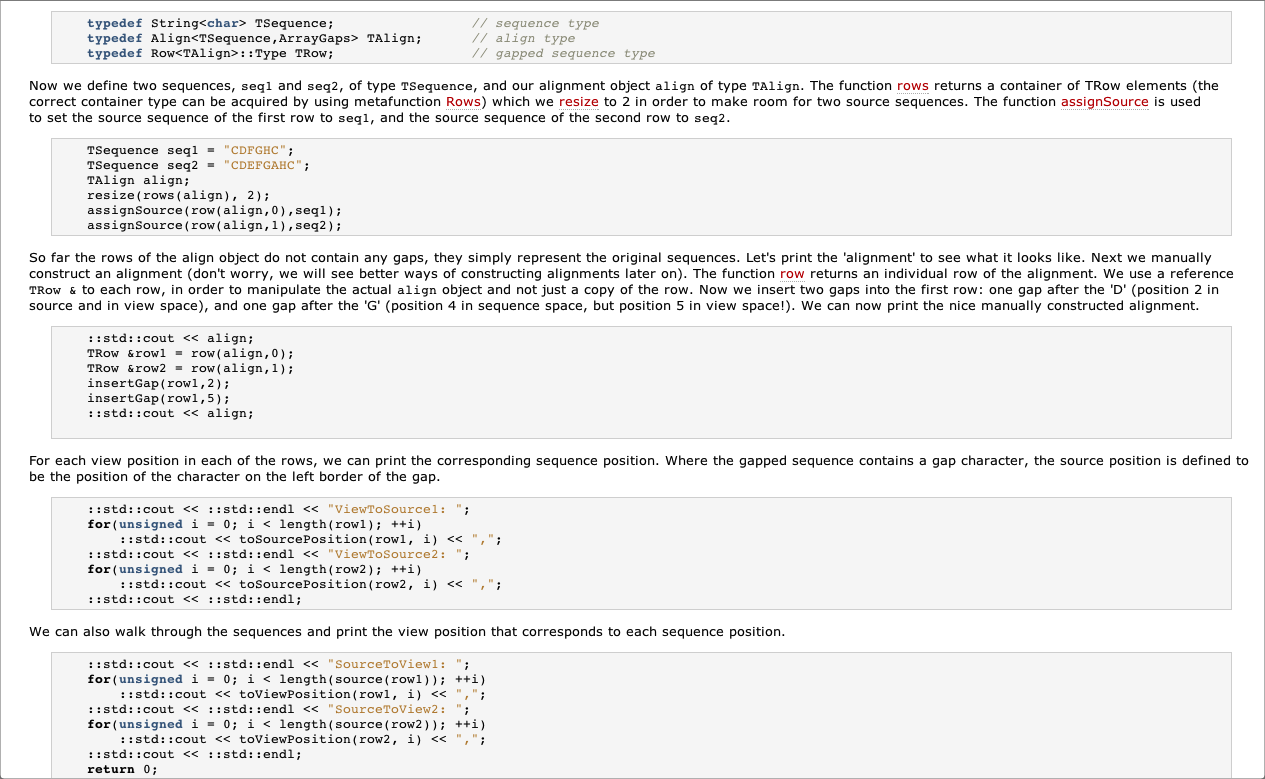 typedef String<char> TSequence; // sequence type
typedef Align<TSequence,ArrayGaps> TAlign; // align type
typedef Row<TAlign>::Type TRow; // gapped sequence type
Now we define two sequences, seq1 and seq2, of type TSequence, and our alignment object align of type TAlign. The function rows returns a container of TRow elements (the
correct container type can be acquired by using metafunction Rows) which we resize to 2 in order to make room for two source sequences. The function assignSource is used
to set the source sequence of the first row to seq1, and the source sequence of the second row to seq2.
TSequence seq1 = "CDFGHC";
TSequence seq2 = "CDEFGAHC";
TAlign align;
resize(rows(align), 2);
assignSource(row(align,0),seq1);
assignSource(row(align,1),seq2);
So far the rows of the align object do not contain any gaps, they simply represent the original sequences. Let's print the 'alignment' to see what it looks like. Next we manually
construct an alignment (don't worry, we will see better ways of constructing alignments later on). The function row returns an individual row of the alignment. We use a reference
TRow & to each row, in order to manipulate the actual align object and not just a copy of the row. Now we insert two gaps into the first row: one gap after the 'D' (position 2 in
source and in view space), and one gap after the 'G' (position 4 in sequence space, but position 5 in view space!). We can now print the nice manually constructed alignment.
::std::cout << align;
TRow &row1 = row(align,0);
TRow &row2 = row(align,1);
insertGap(row1,2);
insertGap(row1,5);
::std::cout << align;
For each view position in each of the rows, we can print the corresponding sequence position. Where the gapped sequence contains a gap character, the source position is defined to
be the position of the character on the left border of the gap.
::std::cout << ::std::endl << "ViewToSource1: ";
for(unsigned i = 0; i < length(row1); ++i)
::std::cout << toSourcePosition(row1, i) << ",";
::std::cout << ::std::endl << "ViewToSource2: ";
for(unsigned i = 0; i < length(row2); ++i)
::std::cout << toSourcePosition(row2, i) << ",";
::std::cout << ::std::endl;
We can also walk through the sequences and print the view position that corresponds to each sequence position.
::std::cout << ::std::endl << "SourceToView1: ";
for(unsigned i = 0; i < length(source(row1)); ++i)
::std::cout << toViewPosition(row1, i) << ",";
::std::cout << ::std::endl << "SourceToView2: ";
for(unsigned i = 0; i < length(source(row2)); ++i)
::std::cout << toViewPosition(row2, i) << ",";
::std::cout << ::std::endl;
return 0;